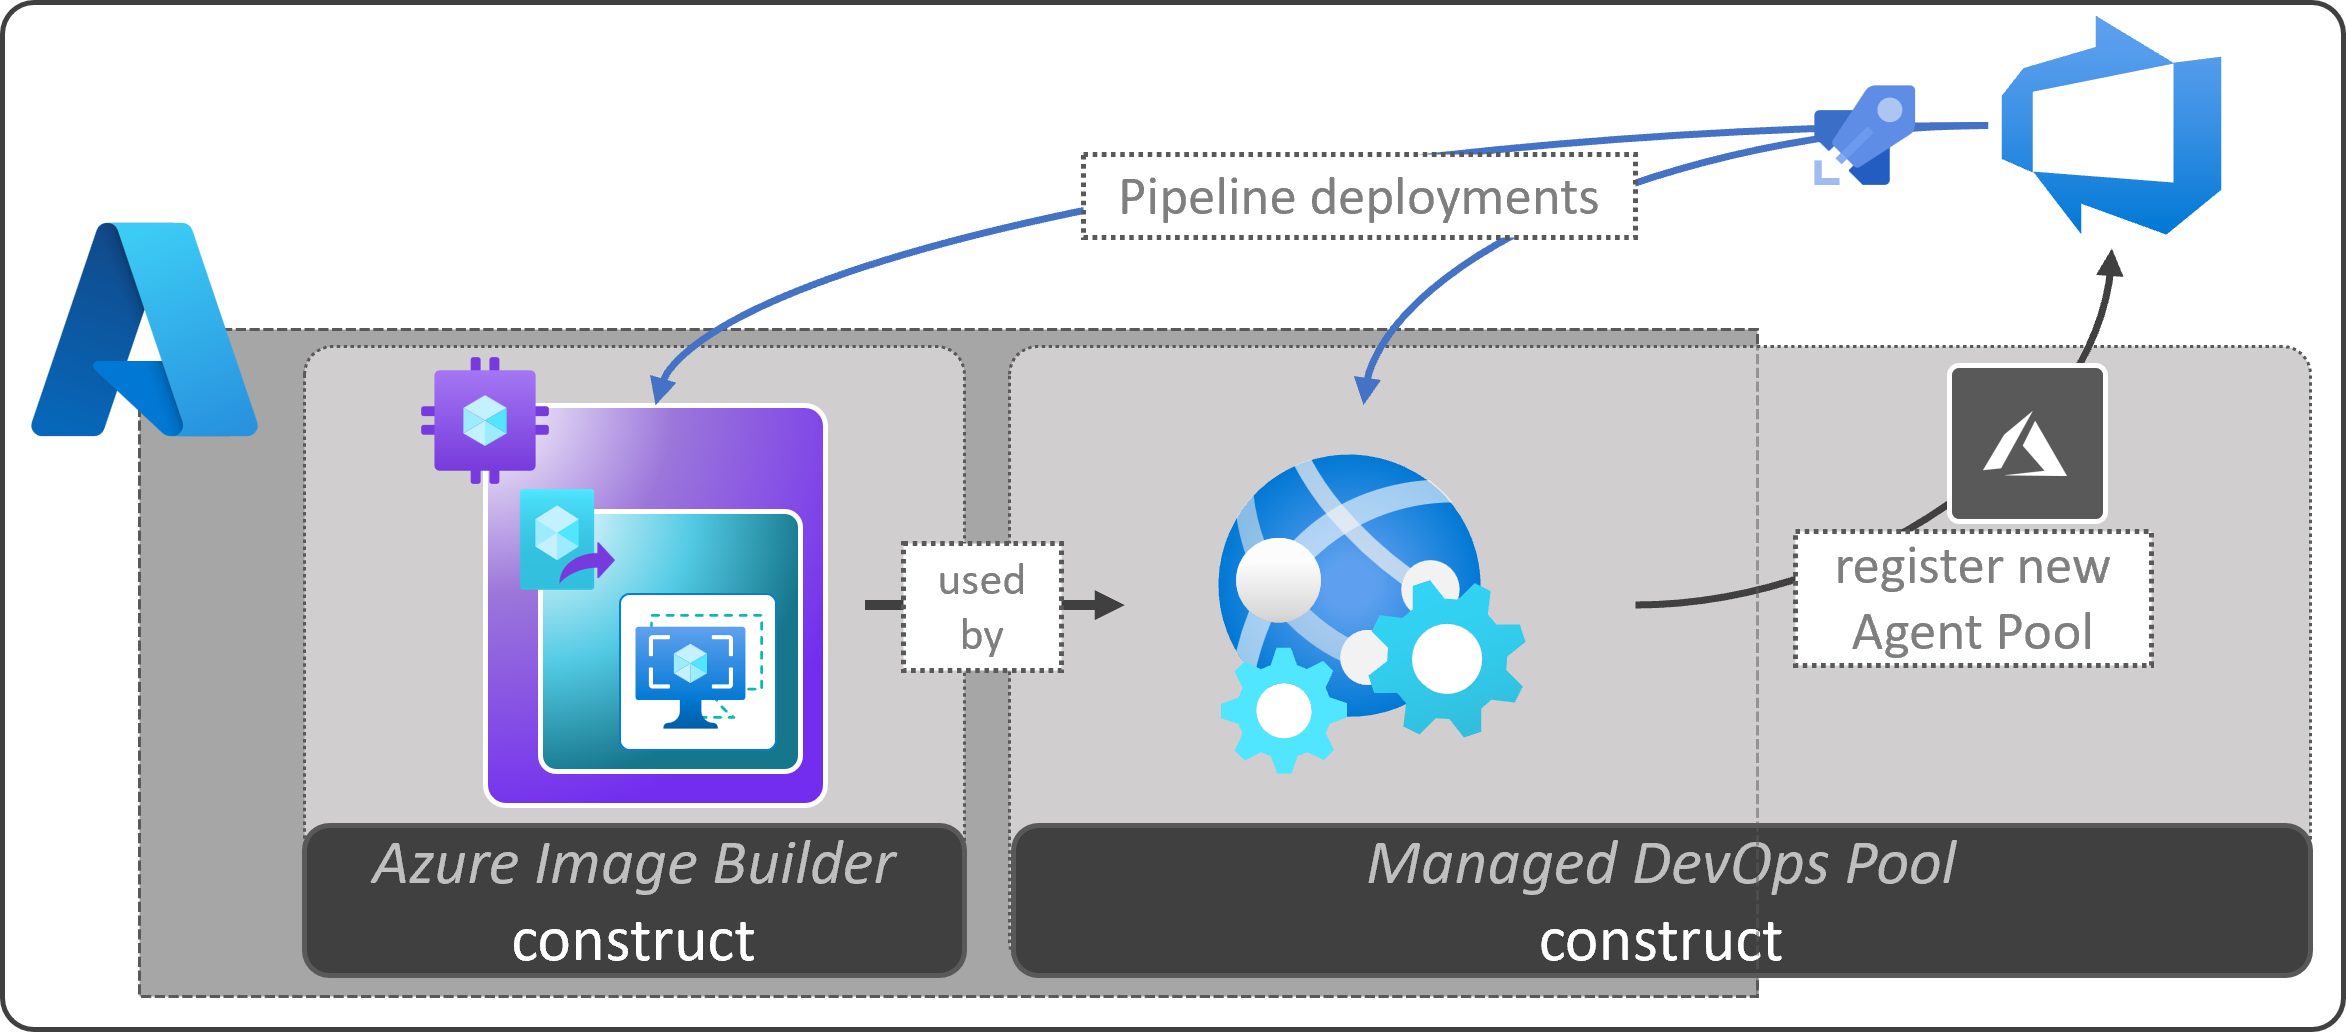 Pipeline deployments
used
by
register new
Agent Pool
Azure Image Builder
construct
Managed DevOps Pool
construct